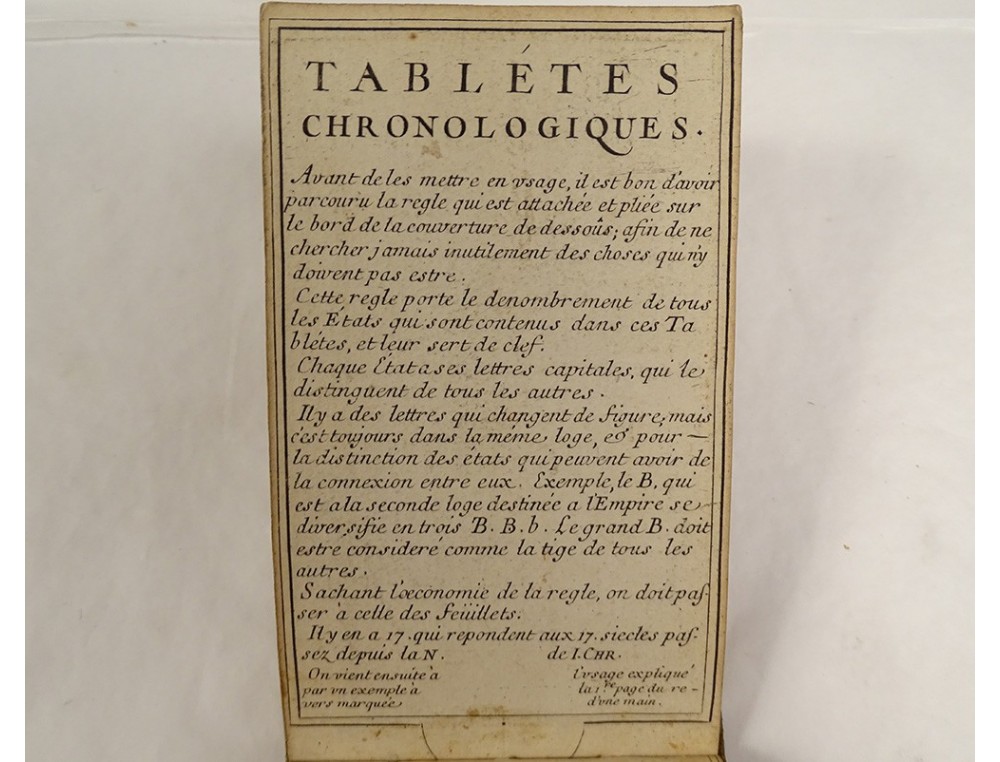 TABLÉTES
CHRONOLOGIQUES.
Avant de les mettre en vsage, il est bon d'avoir
parcouru la regle qui est attachée et pliée sur
le bord de la couverture de dessoûs; afin de ne
chercher jamais inutilement des choses qui n'y
doivent pas estre.
Cette regle porte le denombrement de tous
les États qui sont contenus dans ces Ta
blétes, et leur sert de clef.
Chaque État a ses lettres capitales, qui le
distinguent de tous les autres.
Il y a des lettres qui changent de figure; mais
c'est toujours dans la méme loge, & pour —
la distinction des états qui peuvent avoir de
la connexion entre eux. Exemple, le B, qui
est a la seconde loge destinée a l'Empire se
diversifie en trois B. B. b. Le grand B. doit
estre consideré comme la tige de tous les
autres.
Sachant l'œconomie de la regle, on doit pas-
ser à celle des feüillets.
Il y en a 17. qui repondent aux 17. siecles pas-
sez depuis la N. de I. CHR.
On vient ensuite à l'vsage expliqué
par vn exemple à la 1.re page du re-
vers marquée d'vne main.